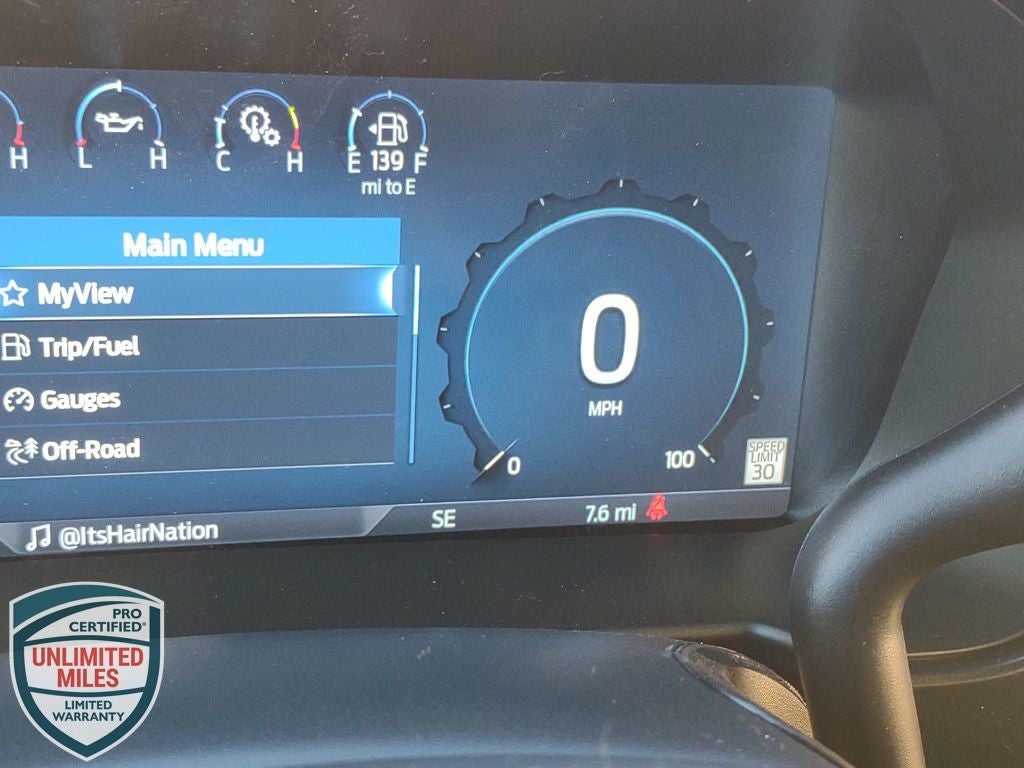 H
L H
C H
E 139 F
mi to E
Main Menu
MyView
Trip/Fuel
Gauges
Off-Road
0
MPH
0
100
SPEED
LIMIT
30
@ItsHairNation
SE
7.6 mi
PRO
CERTIFIED®
UNLIMITED
MILES
LIMITED
WARRANTY